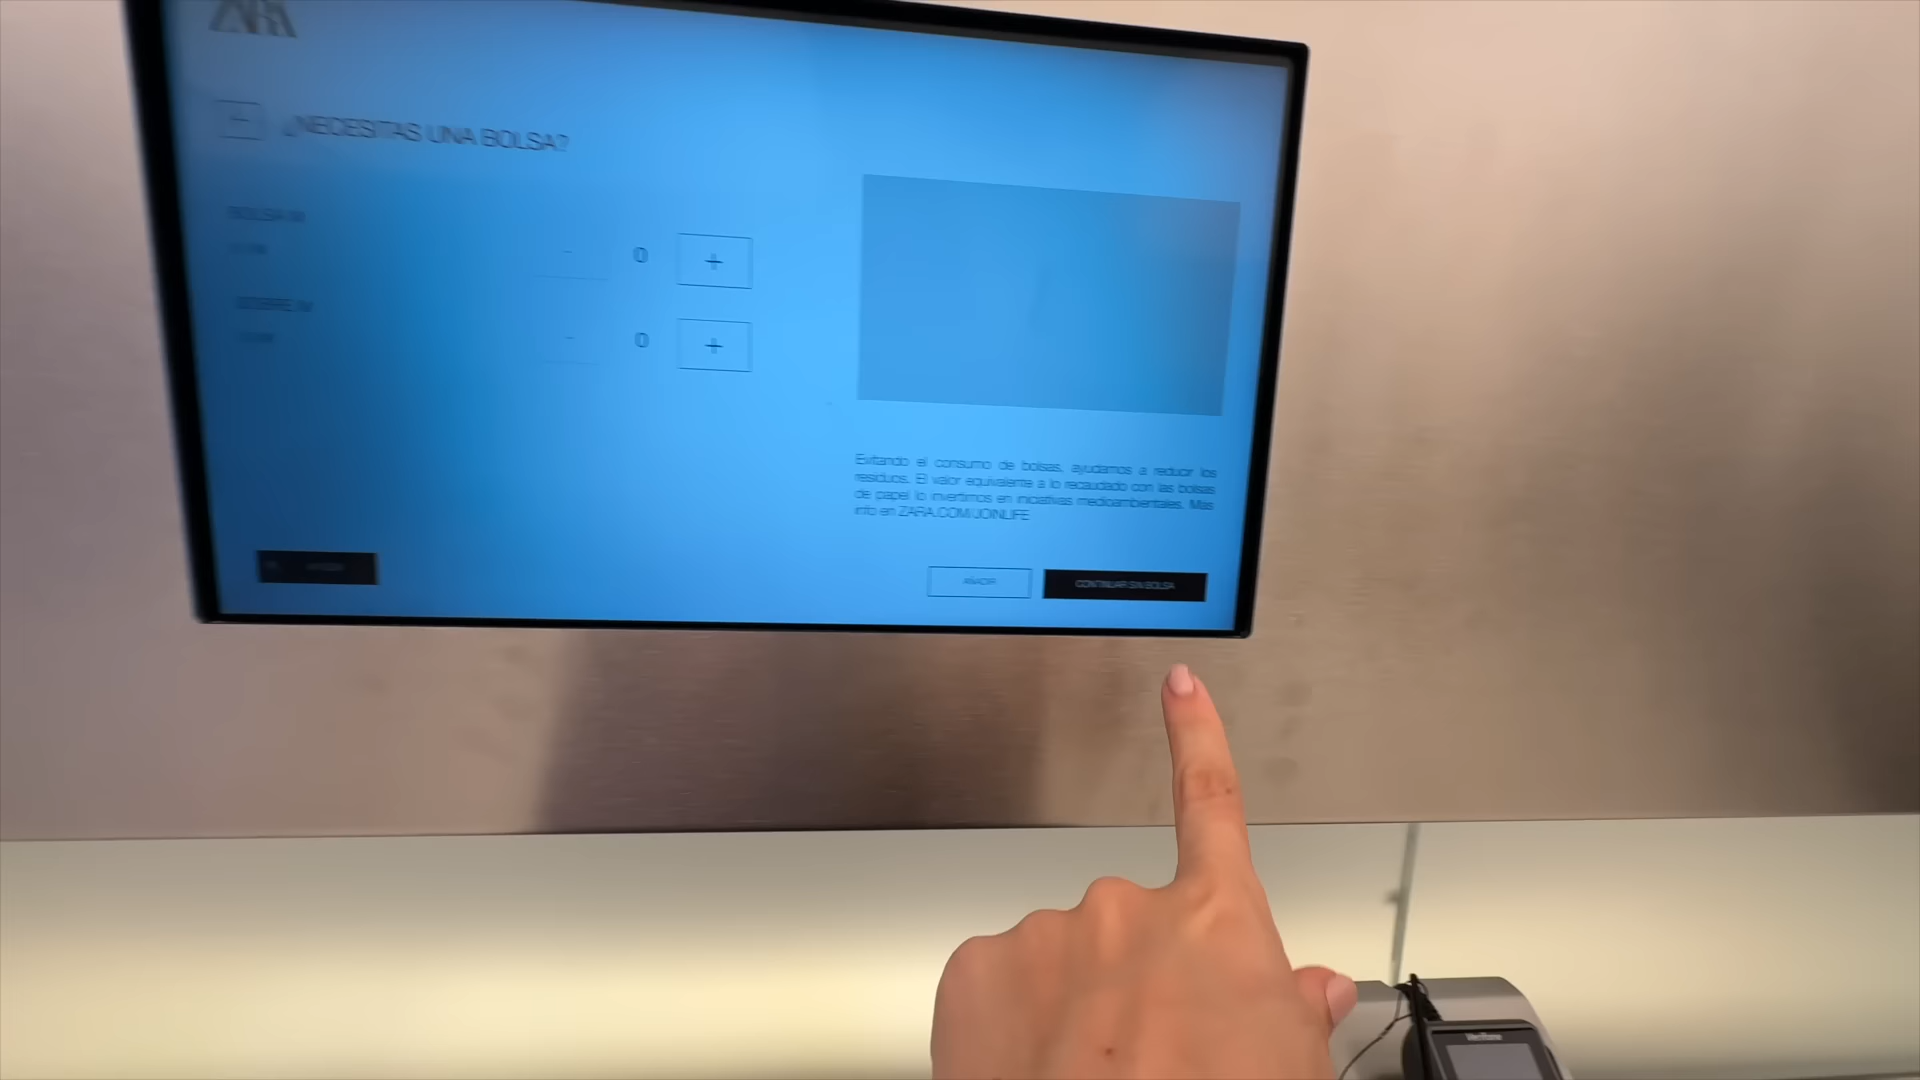 ZARA
¿NECESITAS UNA BOLSA?
BOLSA M
- 0 +
SOBRE M
- 0 +
Evitando el consumo de bolsas, ayudamos a reducir los
residuos. El valor equivalente a lo recaudado con las bolsas
de papel lo invertimos en iniciativas medioambientales. Más
info en ZARA.COM/JOINLIFE
AÑADIR
CONTINUAR SIN BOLSA
Verifone